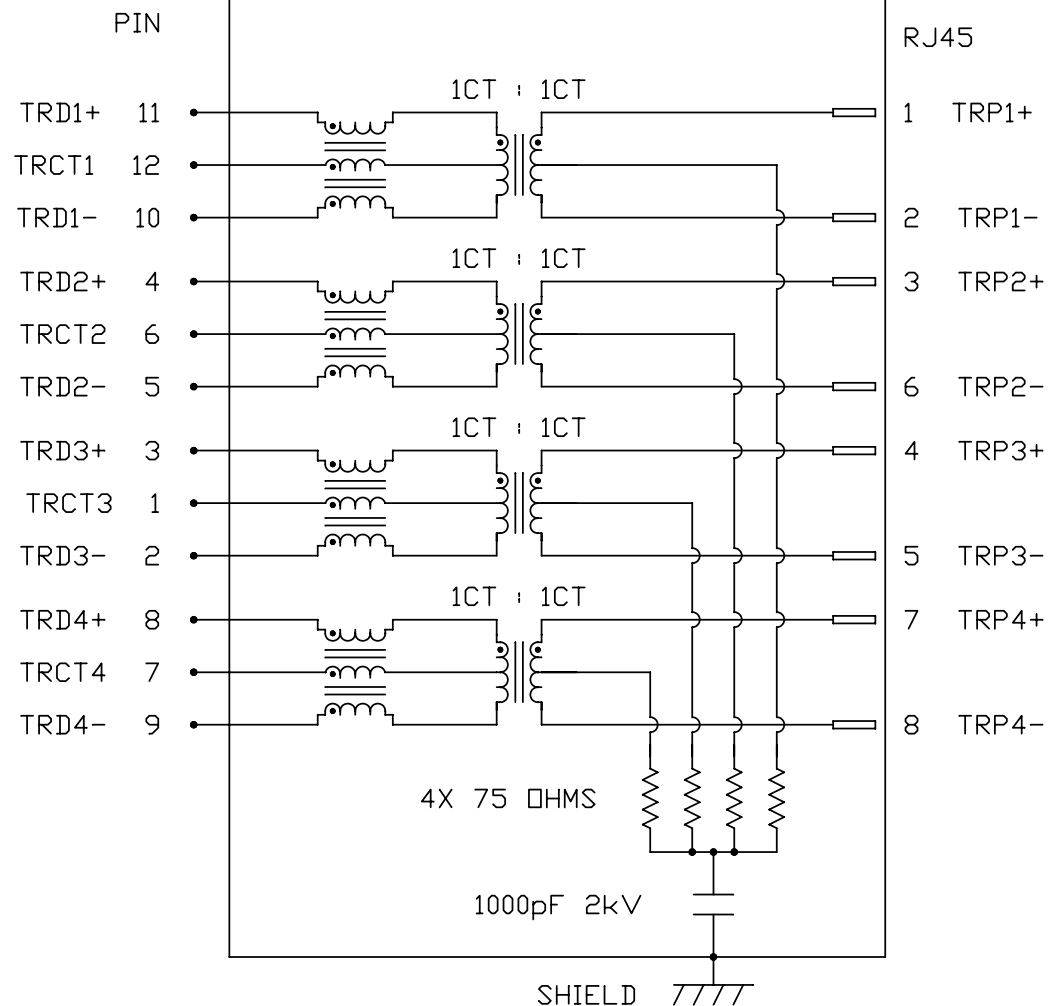 PIN
RJ45
1CT : 1CT
TRD1+ 11
1 TRP1+
TRCT1 12
TRD1- 10
2 TRP1-
1CT : 1CT
TRD2+ 4
3 TRP2+
TRCT2 6
TRD2- 5
6 TRP2-
1CT : 1CT
TRD3+ 3
4 TRP3+
TRCT3 1
TRD3- 2
5 TRP3-
1CT : 1CT
TRD4+ 8
7 TRP4+
TRCT4 7
TRD4- 9
8 TRP4-
4X 75 OHMS
1000pF 2kV
SHIELD